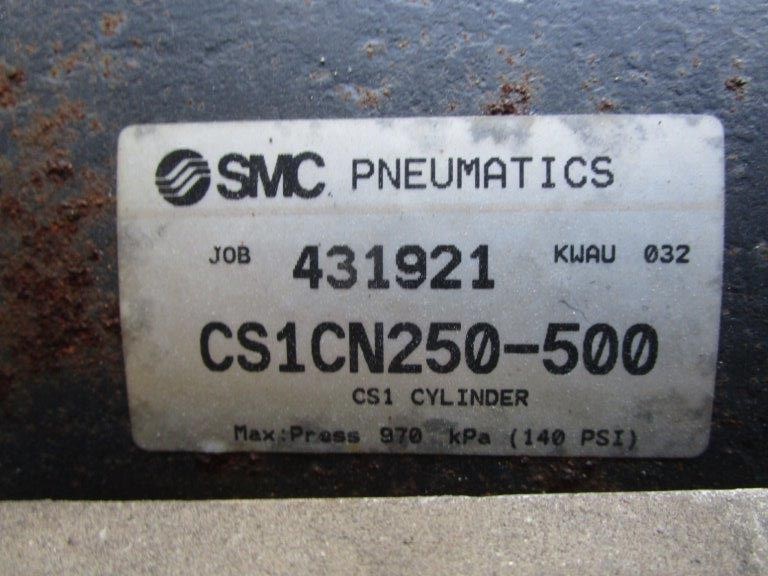 SMC PNEUMATICS
JOB 431921 KWAU 032
CS1CN250-500
CS1 CYLINDER
Max.Press 970 kPa (140 PSI)